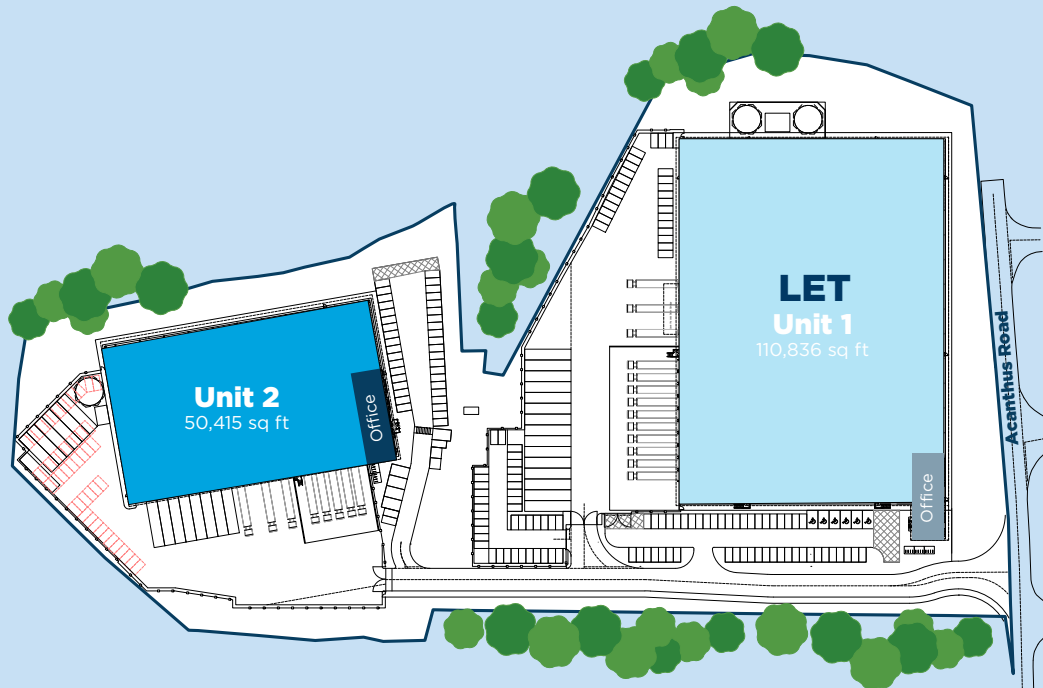 LET
Unit 1
110,836 sq ft
Office
Unit 2
50,415 sq ft
Office
Acanthus Road